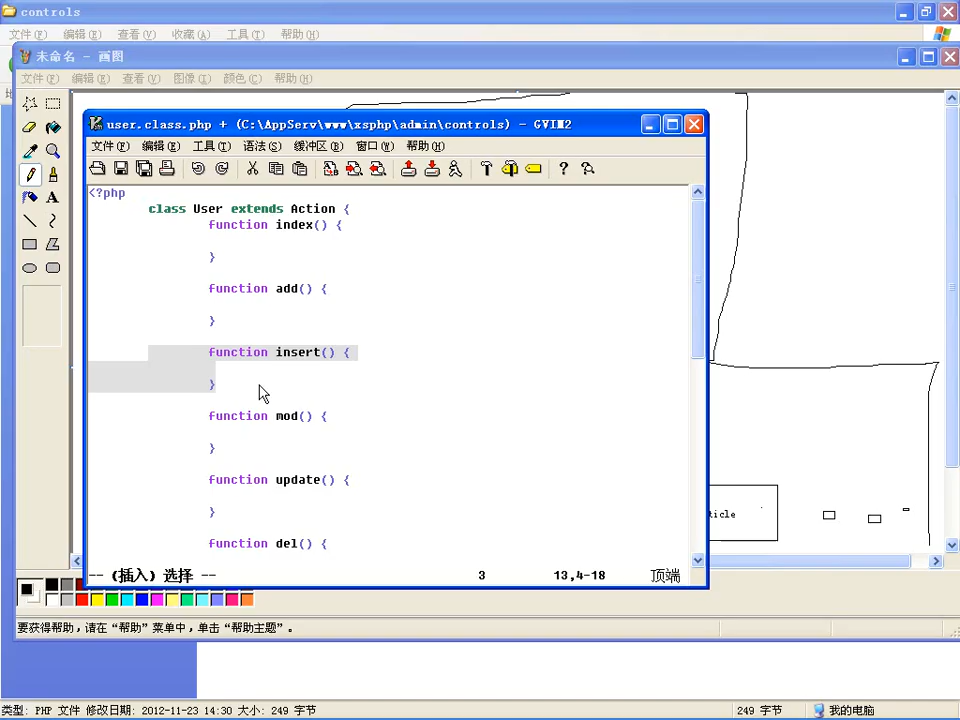 controls
文件(F) 编辑(E) 查看(V) 收藏(A) 工具(T) 帮助(H)
未命名 - 画图
文件(F) 编辑(E) 查看(V) 图像(I) 颜色(C) 帮助(H)
user.class.php + (C:\AppServ\www\xsphp\admin\controls) - GVIM2
文件(F) 编辑(E) 工具(T) 语法(S) 缓冲区(B) 窗口(W) 帮助(H)
<?php
class User extends Action {
function index() {
}
function add() {
}
function insert() {
}
function mod() {
}
function update() {
}
function del() {
-- (插入) 选择 -- 3 13,4-18 顶端
ticle
要获得帮助，请在“帮助”菜单中，单击“帮助主题”。
类型: PHP 文件 修改日期: 2012-11-23 14:30 大小: 249 字节 249 字节 我的电脑